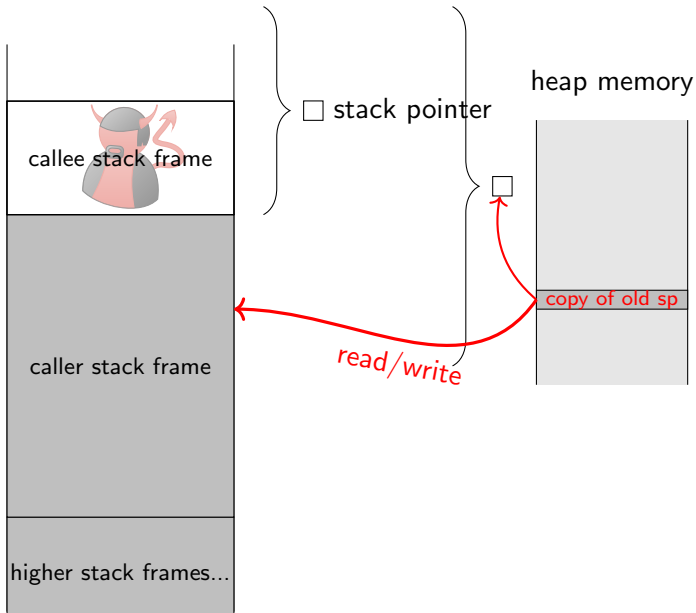 heap memory
□ stack pointer
callee stack frame
□
copy of old sp
read/write
caller stack frame
higher stack frames...